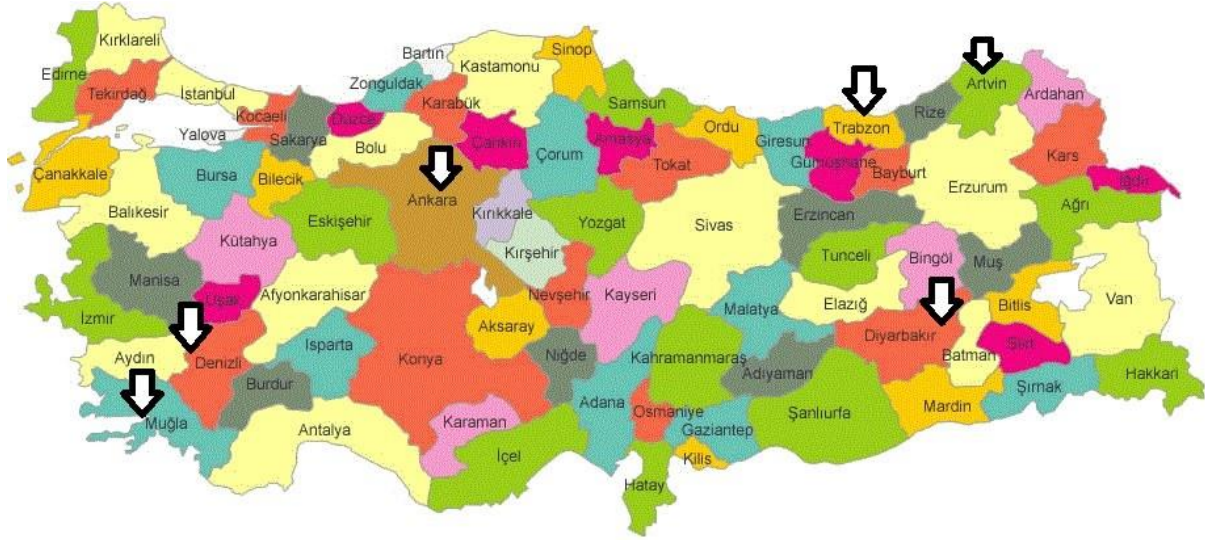 Kırklareli
Edirne
Tekirdağ
İstanbul
Kocaeli
Yalova
Sakarya
Düzce
Zonguldak
Bartın
Karabük
Kastamonu
Sinop
Samsun
Çankırı
Çorum
Amasya
Tokat
Ordu
Giresun
Trabzon
Gümüşhane
Bayburt
Rize
Artvin
Ardahan
Kars
Iğdır
Çanakkale
Bursa
Bilecik
Bolu
Ankara
Balıkesir
Eskişehir
Kütahya
Kırıkkale
Kırşehir
Yozgat
Sivas
Erzincan
Erzurum
Ağrı
Tunceli
Bingöl
Muş
Manisa
Uşak
Afyonkarahisar
İzmir
Aydın
Denizli
Isparta
Burdur
Muğla
Antalya
Konya
Aksaray
Nevşehir
Niğde
Kayseri
Malatya
Elazığ
Diyarbakır
Batman
Bitlis
Siirt
Van
Hakkari
Şırnak
Mardin
Şanlıurfa
Adıyaman
Kahramanmaraş
Adana
Osmaniye
Gaziantep
Kilis
Hatay
Karaman
İçel